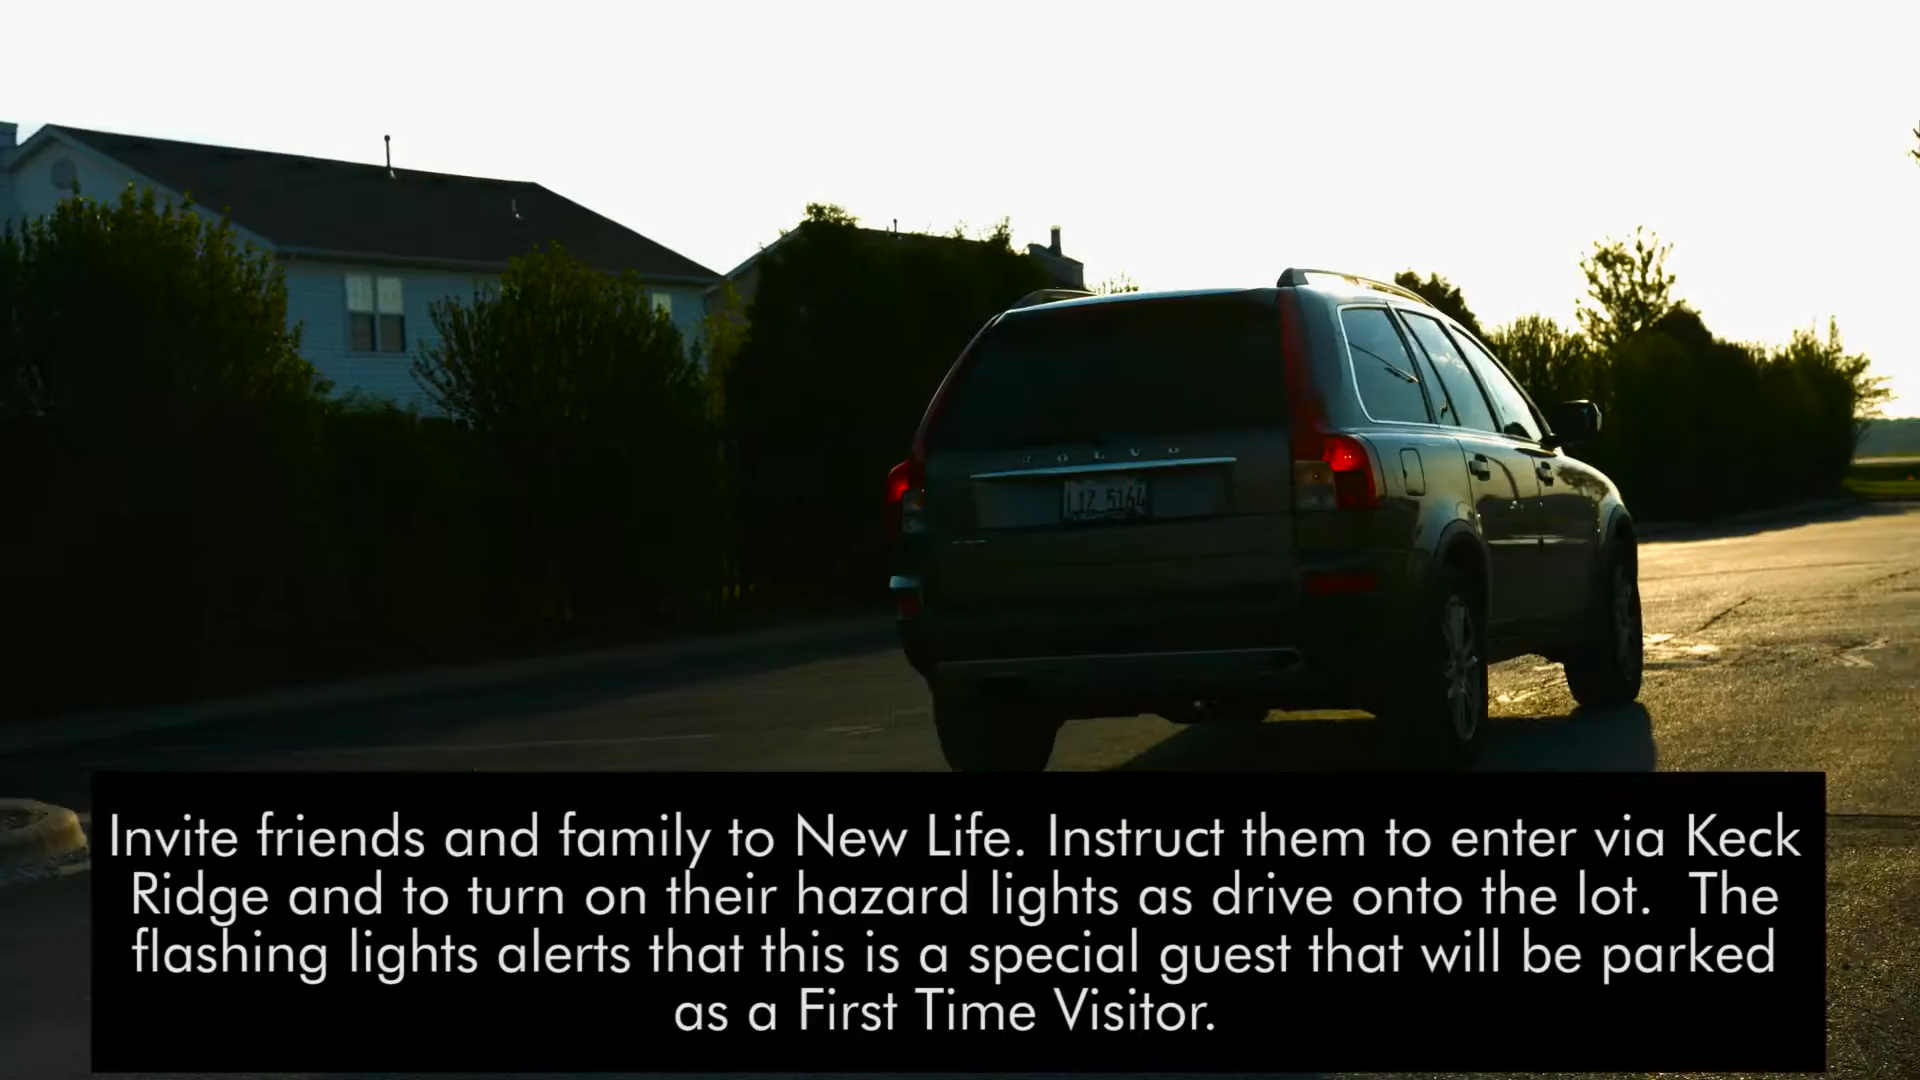 VOLVO
Invite friends and family to New Life. Instruct them to enter via Keck
Ridge and to turn on their hazard lights as drive onto the lot.  The
flashing lights alerts that this is a special guest that will be parked
as a First Time Visitor.